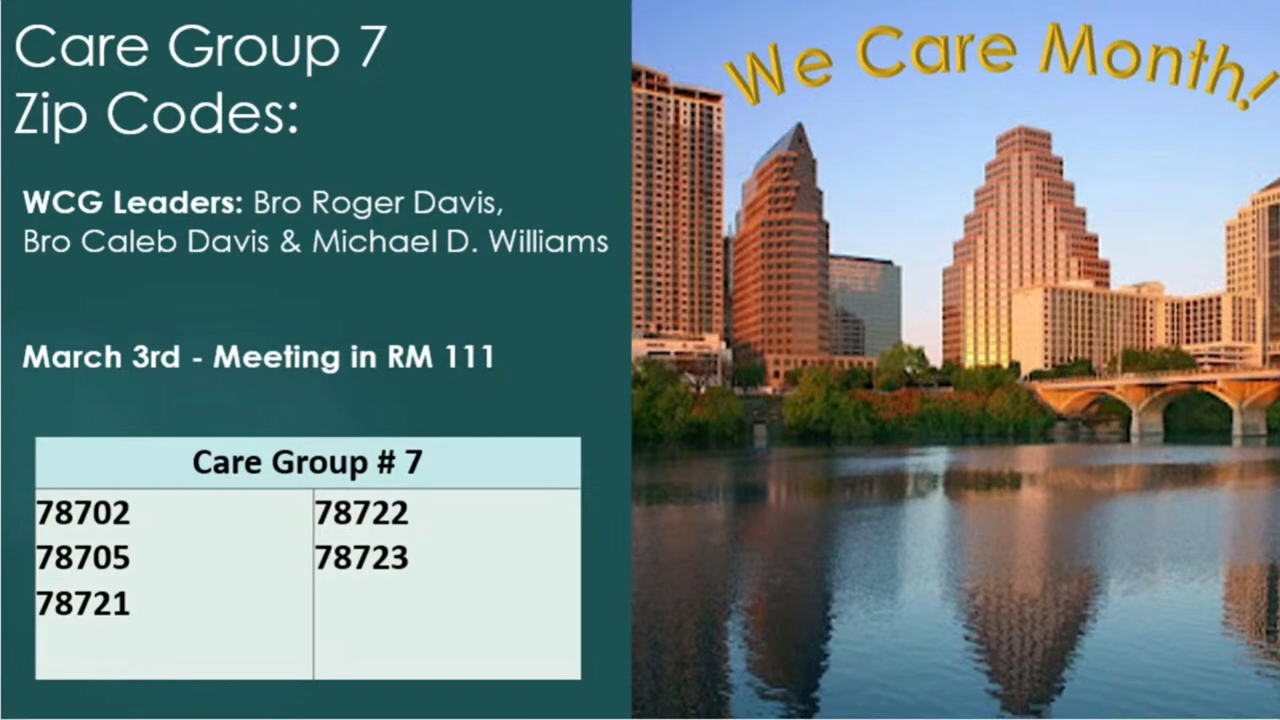 Care Group 7
Zip Codes:
WCG Leaders: Bro Roger Davis,
Bro Caleb Davis & Michael D. Williams
March 3rd - Meeting in RM 111
Care Group # 7
78702
78705
78721
78722
78723
We Care Month!